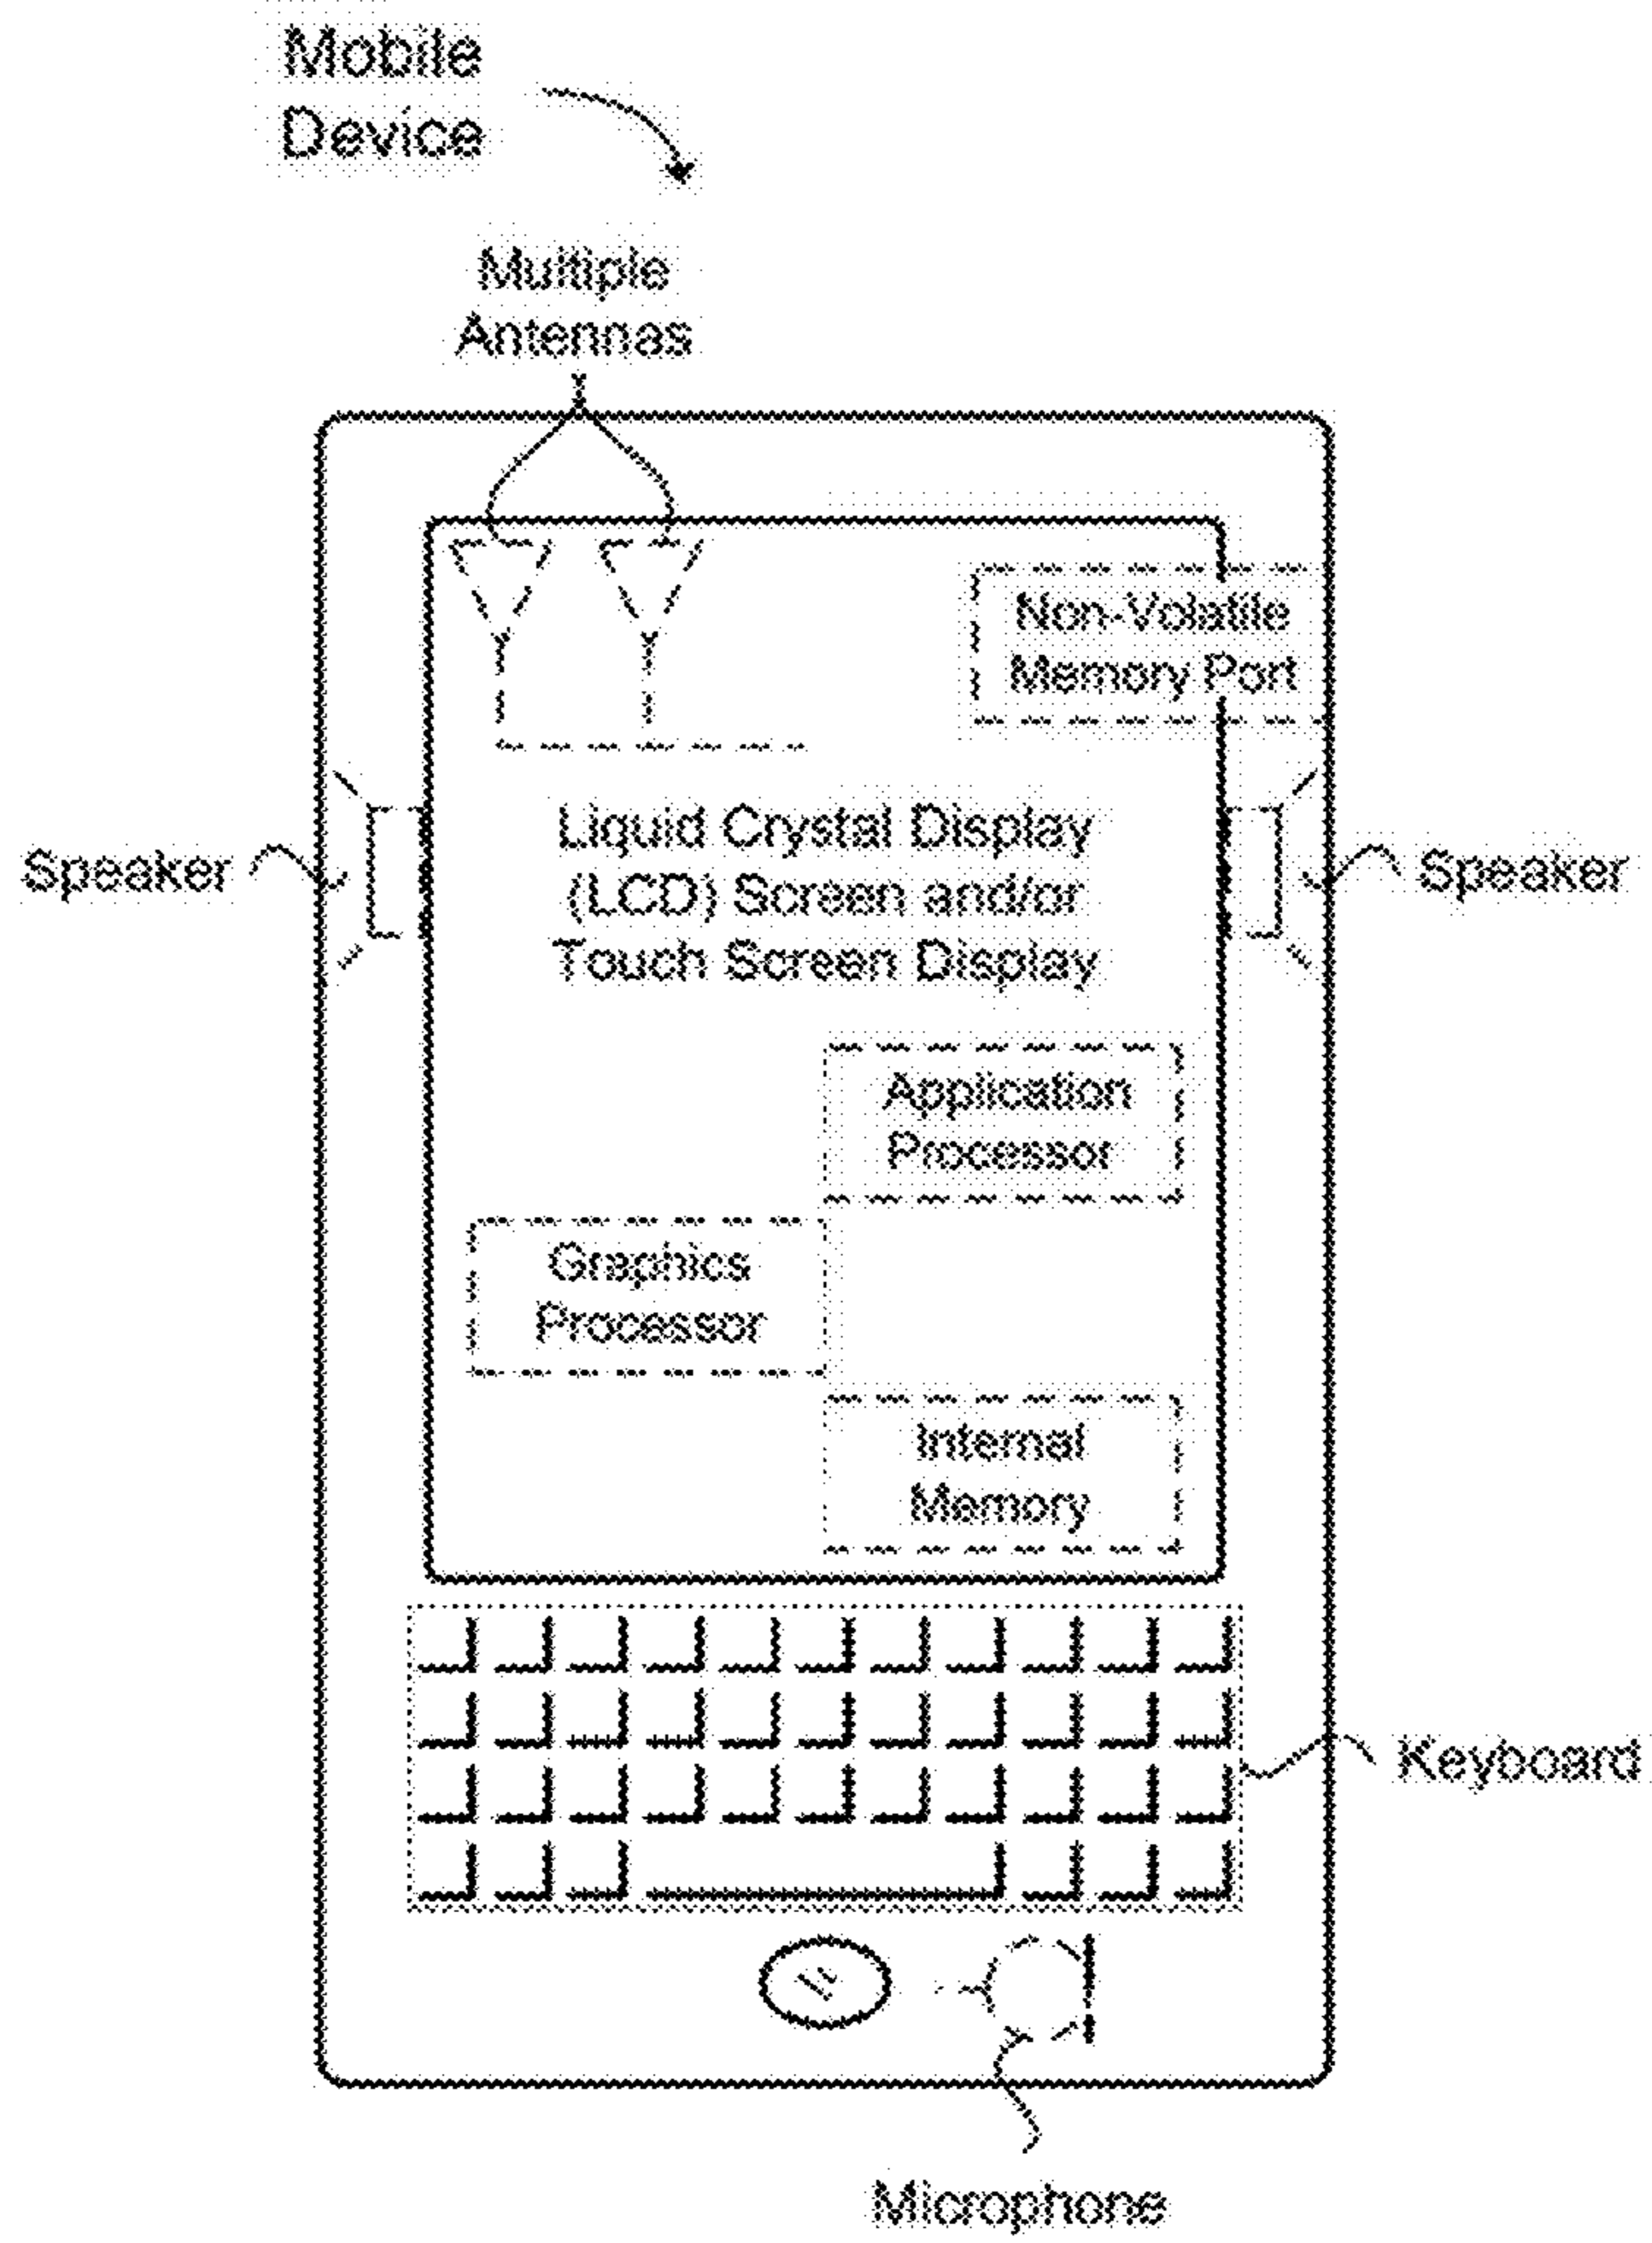 Mobile
Device
Multiple
Antennas
Non-Volatile
Memory Port
Liquid Crystal Display
(LCD) Screen and/or
Touch Screen Display
Speaker
Speaker
Application
Processor
Graphics
Processor
Internal
Memory
Keyboard
Microphone